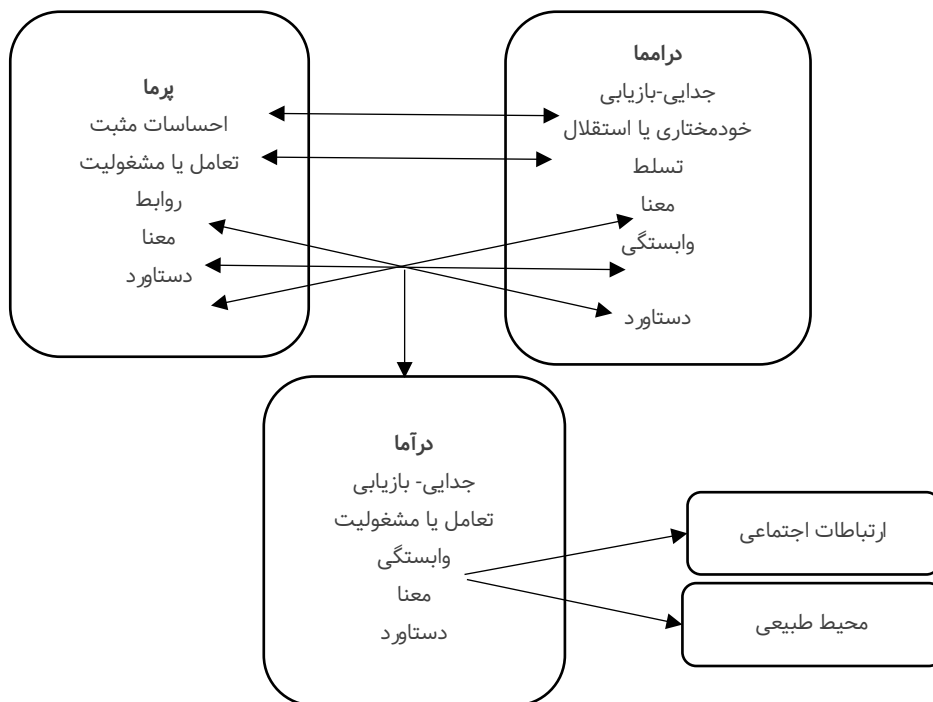 درامما
جدایی-بازیابی
خودمختاری یا استقلال
تسلط
معنا
وابستگی
دستاورد
پرما
احساسات مثبت
تعامل یا مشغولیت
روابط
معنا
دستاورد
درآما
جدایی- بازیابی
تعامل یا مشغولیت
وابستگی
معنا
دستاورد
ارتباطات اجتماعی
محیط طبیعی